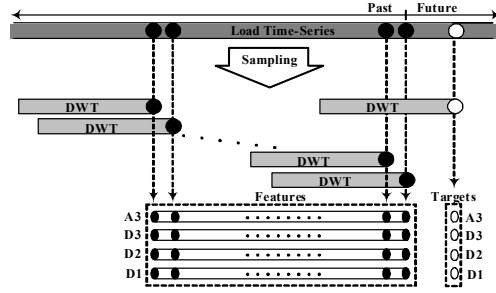 Past Future
Load Time-Series
Sampling
DWT DWT
DWT
DWT
DWT
Features Targets
A3 A3
D3 D3
D2 D2
D1 D1